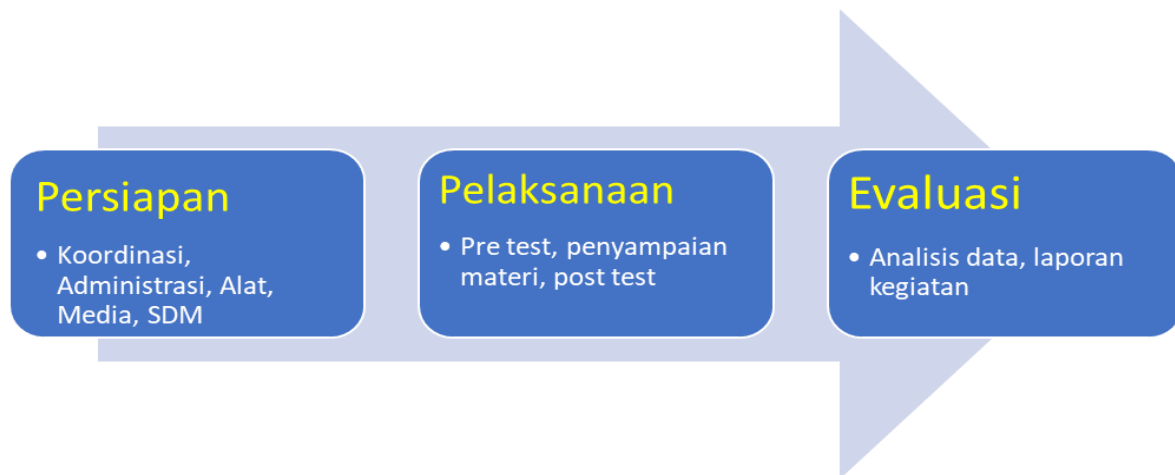 Persiapan
• Koordinasi,
Administrasi, Alat,
Media, SDM
Pelaksanaan
• Pre test, penyampaian
materi, post test
Evaluasi
• Analisis data, laporan
kegiatan